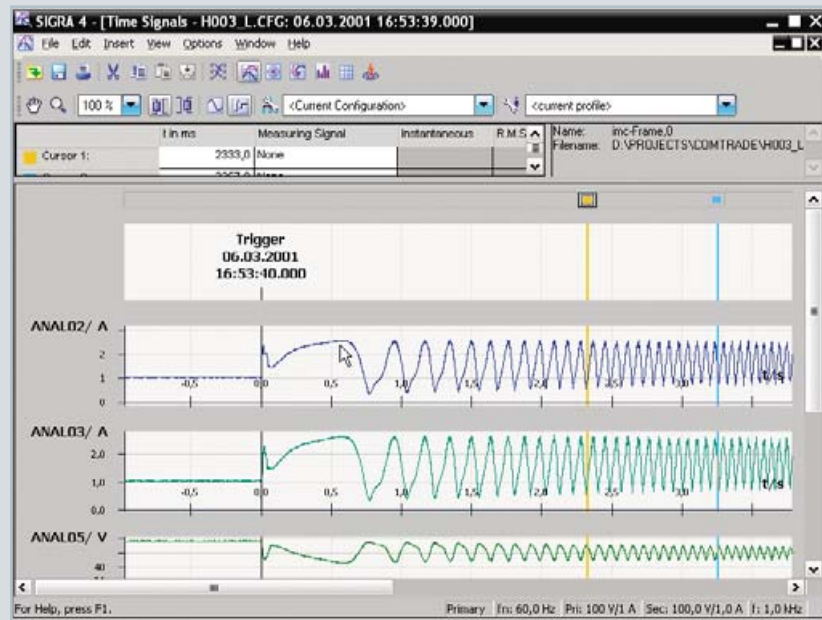 SIGRA 4 - [Time Signals - H003_L.CFG: 06.03.2001 16:53:39.000]
File Edit Insert View Options Window Help
100 % <Current Configuration> <current profile>
t in ms Measuring Signal Instantaneous R.M.S
Cursor 1: 2333,0 None
Name: imc-Frame,0
Filename: D:\PROJECTS\COMTRADE\H003_L
Trigger
06.03.2001
16:53:40.000
ANAL02/ A
2
1
0
-0,5 0,0 0,5 1,0 1,5 2,0 2,5 3,0 t/s
ANAL03/ A
2,0
1,0
0,0
-0,5 0,0 0,5 1,0 1,5 2,0 2,5 3,0 t/s
ANAL05/ V
40
For Help, press F1. Primary fn: 60,0 Hz Pri: 100 V/1 A Sec: 100,0 V/1,0 A f: 1,0 kHz